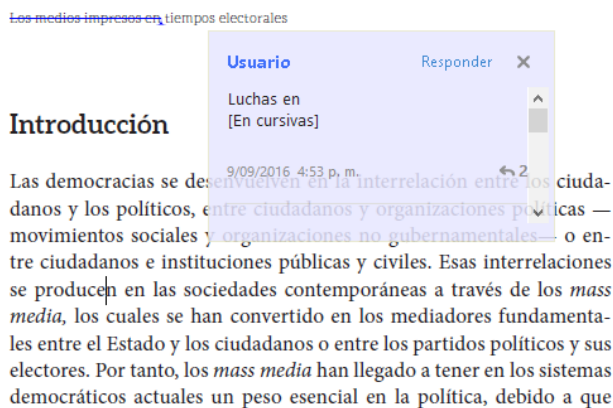 Los medios impresos en tiempos electorales
Usuario Responder
Luchas en
[En cursivas]
9/09/2016 4:53 p. m. 2
Introducción
Las democracias se desenvuelven en la interrelación entre los ciuda-
danos y los políticos, entre ciudadanos y organizaciones políticas —
movimientos sociales y organizaciones no gubernamentales— o en-
tre ciudadanos e instituciones públicas y civiles. Esas interrelaciones
se producen en las sociedades contemporáneas a través de los mass
media, los cuales se han convertido en los mediadores fundamenta-
les entre el Estado y los ciudadanos o entre los partidos políticos y sus
electores. Por tanto, los mass media han llegado a tener en los sistemas
democráticos actuales un peso esencial en la política, debido a que